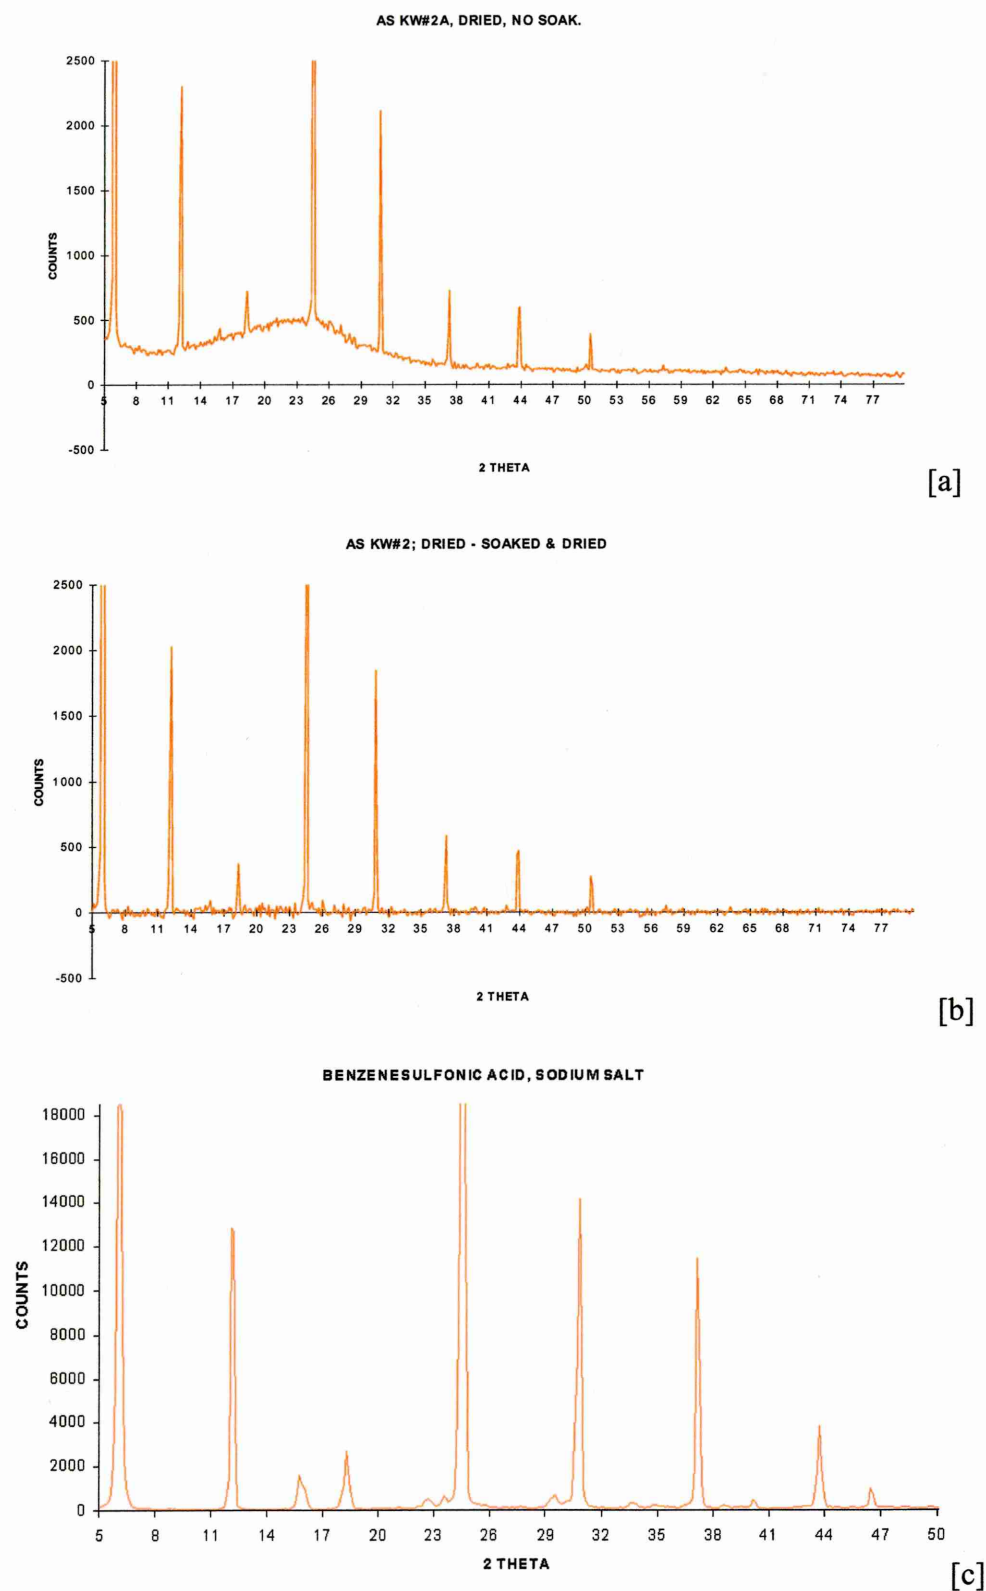 AS KW#2A, DRIED, NO SOAK.
2500
2000
1500
1000
500
0
-500
COUNTS
5 8 11 14 17 20 23 26 29 32 35 38 41 44 47 50 53 56 59 62 65 68 71 74 77
2 THETA
[a]
AS KW#2; DRIED - SOAKED & DRIED
2500
2000
1500
1000
500
0
-500
COUNTS
5 8 11 14 17 20 23 26 29 32 35 38 41 44 47 50 53 56 59 62 65 68 71 74 77
2 THETA
[b]
BENZENESULFONIC ACID, SODIUM SALT
18000
16000
14000
12000
10000
8000
6000
4000
2000
0
COUNTS
5 8 11 14 17 20 23 26 29 32 35 38 41 44 47 50
2 THETA
[c]